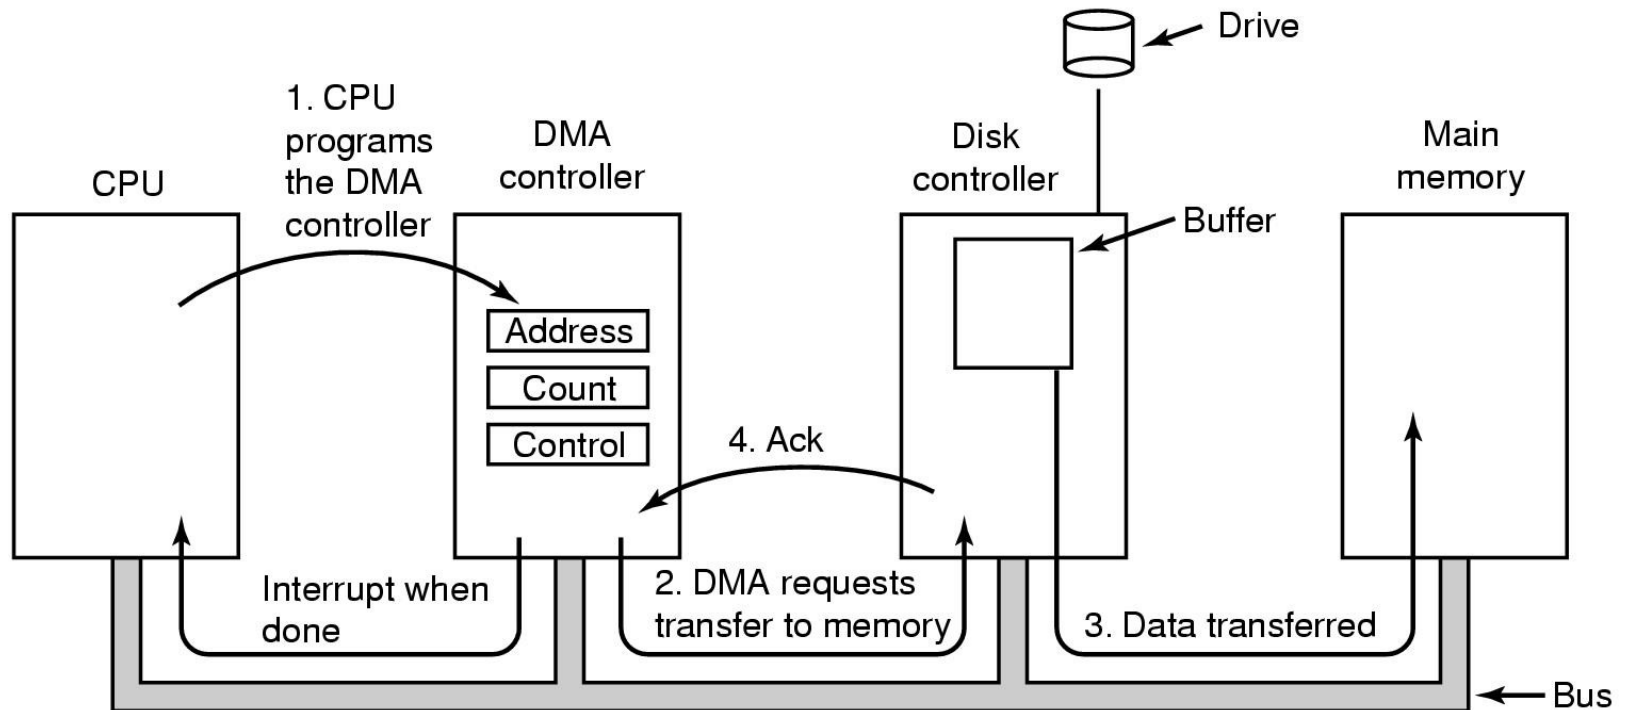 Drive
1. CPU
programs
the DMA
controller
DMA
controller
Disk
controller
Main
memory
CPU
Buffer
Address
Count
Control
4. Ack
Interrupt when
done
2. DMA requests
transfer to memory
3. Data transferred
Bus